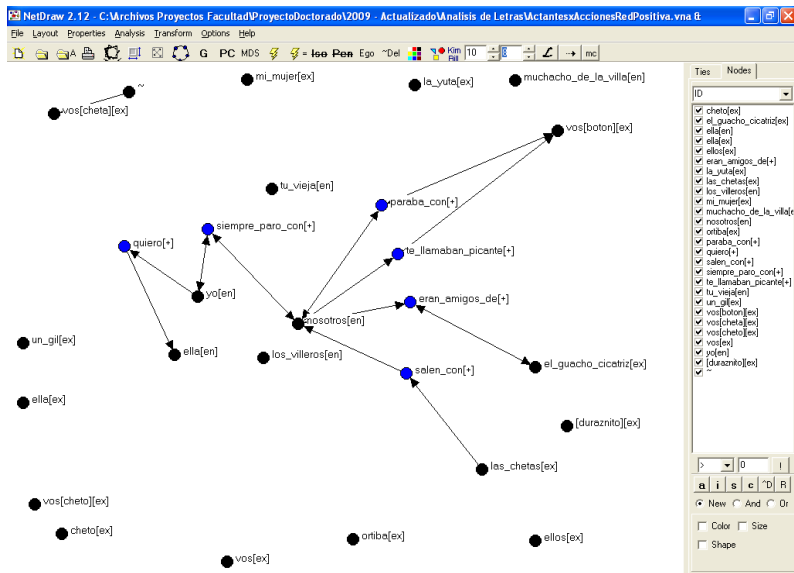 NetDraw 2.12 - C:\Archivos Proyectos Facultad\ProyectoDoctorado\2009 - Actualizado\Analisis de Letras\ActantesxAccionesRedPositiva.vna &
File Layout Properties Analysis Transform Options Help
A G PC MDS = Iso Pen Ego ~Del Kim Bill 10 8 L mc
mi_mujer[ex]
la_yuta[ex]
muchacho_de_la_villa[en]
~
vos[cheta][ex]
vos[boton][ex]
tu_vieja[en]
paraba_con[+]
siempre_paro_con[+]
quiero[+]
te_llamaban_picante[+]
yo[en]
eran_amigos_de[+]
nosotros[en]
un_gil[ex]
ella[en]
los_villeros[en]
el_guacho_cicatriz[ex]
salen_con[+]
ella[ex]
[duraznito][ex]
las_chetas[ex]
vos[cheto][ex]
cheto[ex]
ortiba[ex]
ellos[ex]
vos[ex]
Ties Nodes
ID
cheto[ex]
el_guacho_cicatriz[ex]
ella[en]
ella[ex]
ellos[ex]
eran_amigos_de[+]
la_yuta[ex]
las_chetas[ex]
los_villeros[en]
mi_mujer[ex]
muchacho_de_la_villa[e
nosotros[en]
ortiba[ex]
paraba_con[+]
quiero[+]
salen_con[+]
siempre_paro_con[+]
te_llamaban_picante[+]
tu_vieja[en]
un_gil[ex]
vos[boton][ex]
vos[cheta][ex]
vos[cheto][ex]
vos[ex]
yo[en]
[duraznito][ex]
~
> 0 !
a i s c ^D R
New And Or
Color Size
Shape